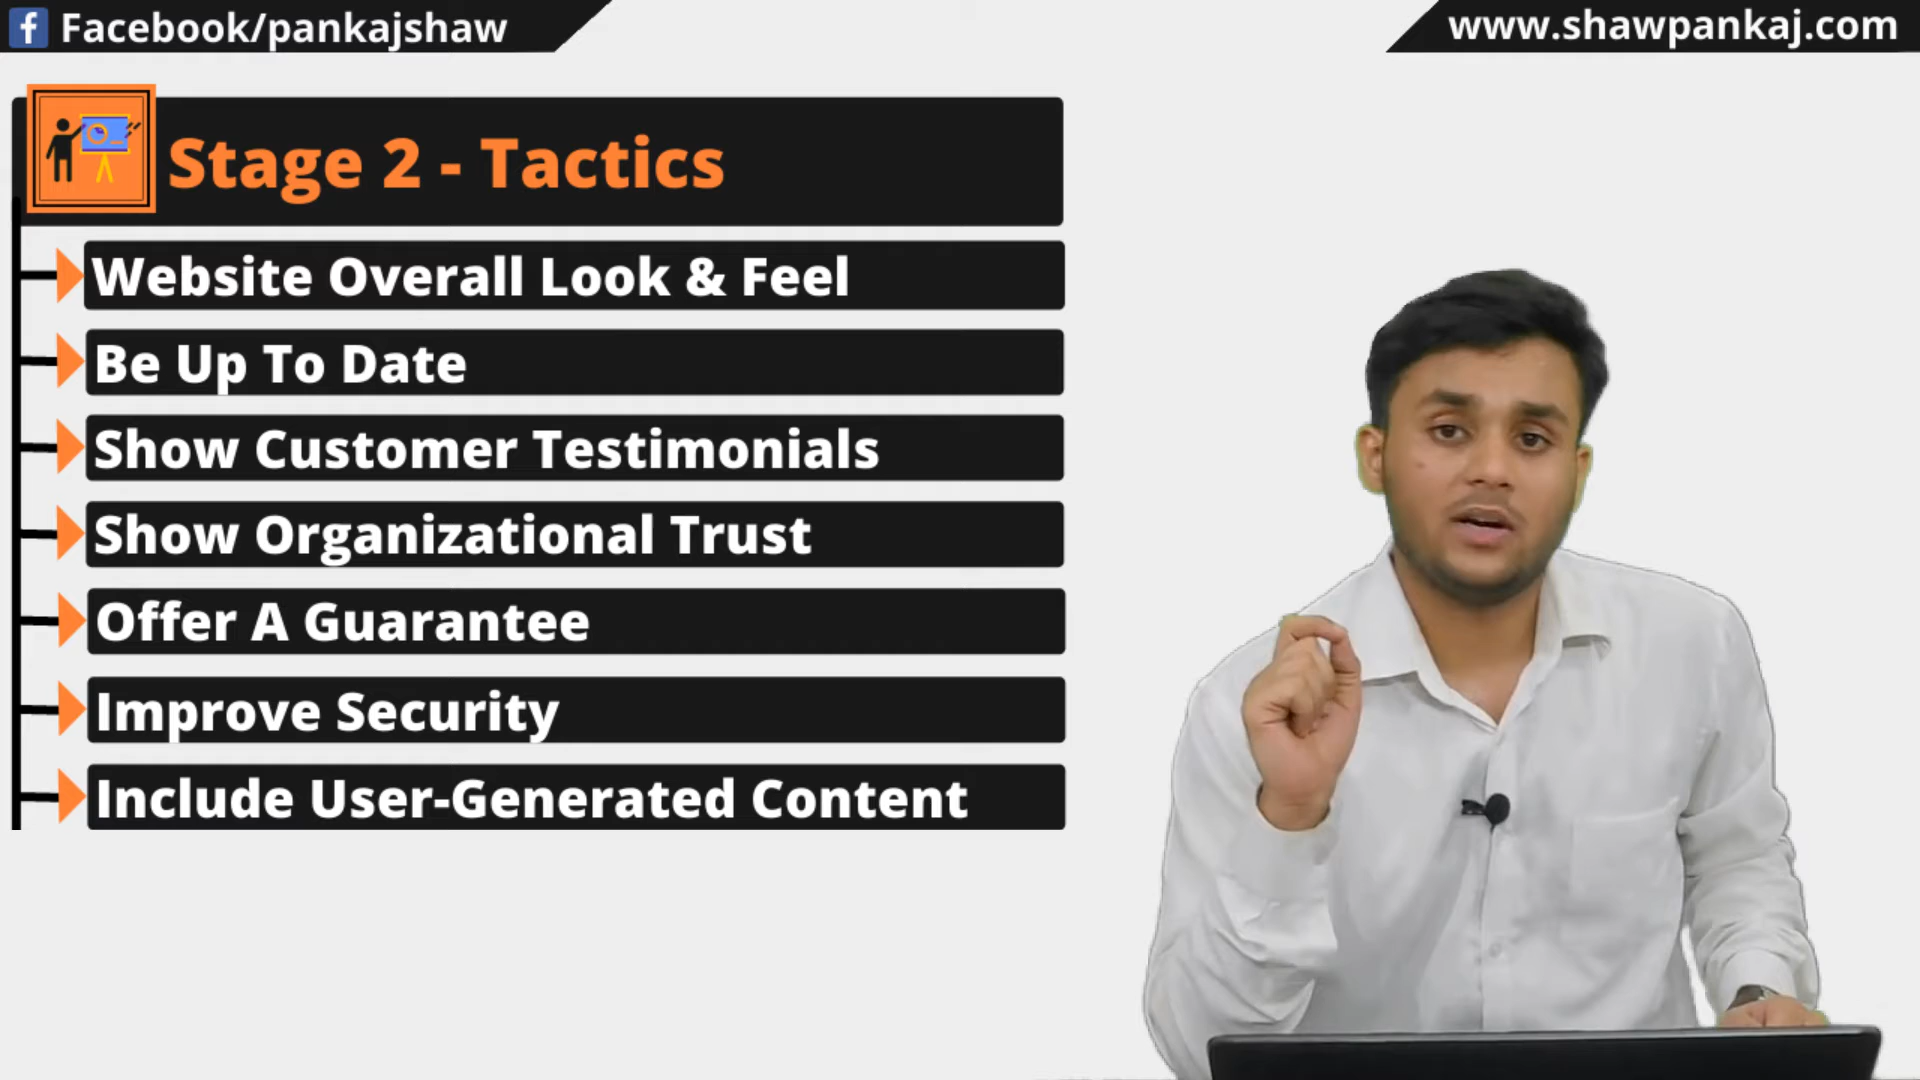 Facebook/pankajshaw
www.shawpankaj.com
Stage 2 - Tactics
Website Overall Look & Feel
Be Up To Date
Show Customer Testimonials
Show Organizational Trust
Offer A Guarantee
Improve Security
Include User-Generated Content